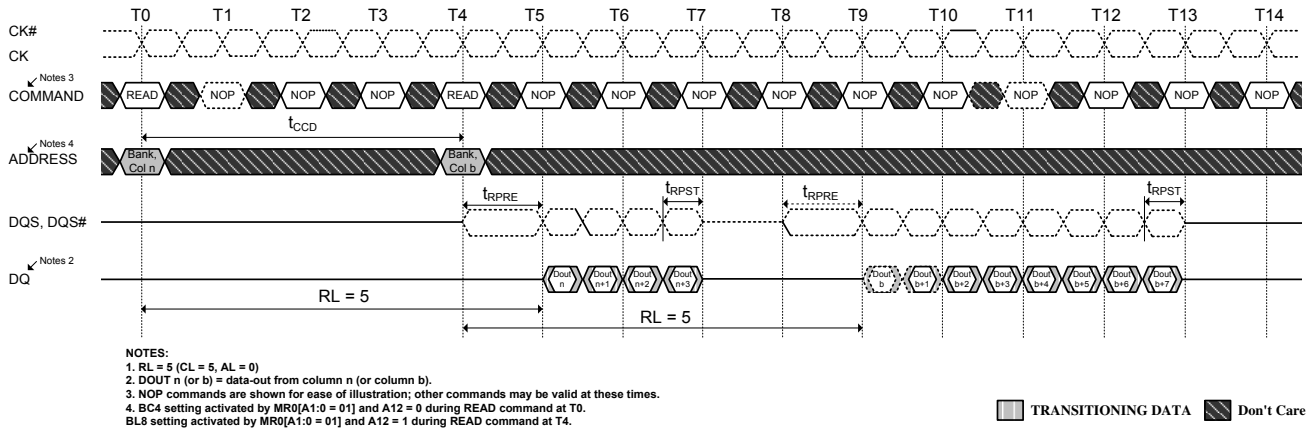 T0 T1 T2 T3 T4 T5 T6 T7 T8 T9 T10 T11 T12 T13 T14
CK#
CK
Notes 3
COMMAND READ NOP NOP NOP READ NOP NOP NOP NOP NOP NOP NOP NOP NOP NOP
tCCD
Notes 4
ADDRESS Bank, Col n Bank, Col b
tRPRE tRPST tRPRE tRPST
DQS, DQS#
Notes 2
DQ Dout n Dout n+1 Dout n+2 Dout n+3 Dout b Dout b+1 Dout b+2 Dout b+3 Dout b+4 Dout b+5 Dout b+6 Dout b+7
RL = 5
RL = 5
NOTES:
1. RL = 5 (CL = 5, AL = 0)
2. DOUT n (or b) = data-out from column n (or column b).
3. NOP commands are shown for ease of illustration; other commands may be valid at these times.
4. BC4 setting activated by MR0[A1:0 = 01] and A12 = 0 during READ command at T0.
BL8 setting activated by MR0[A1:0 = 01] and A12 = 1 during READ command at T4.
TRANSITIONING DATA Don't Care